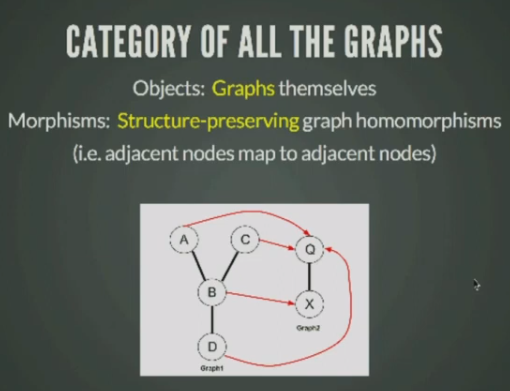 CATEGORY OF ALL THE GRAPHS
Objects: Graphs themselves
Morphisms: Structure-preserving graph homomorphisms
(i.e. adjacent nodes map to adjacent nodes)
A
C
Q
B
X
Graph2
D
Graph1